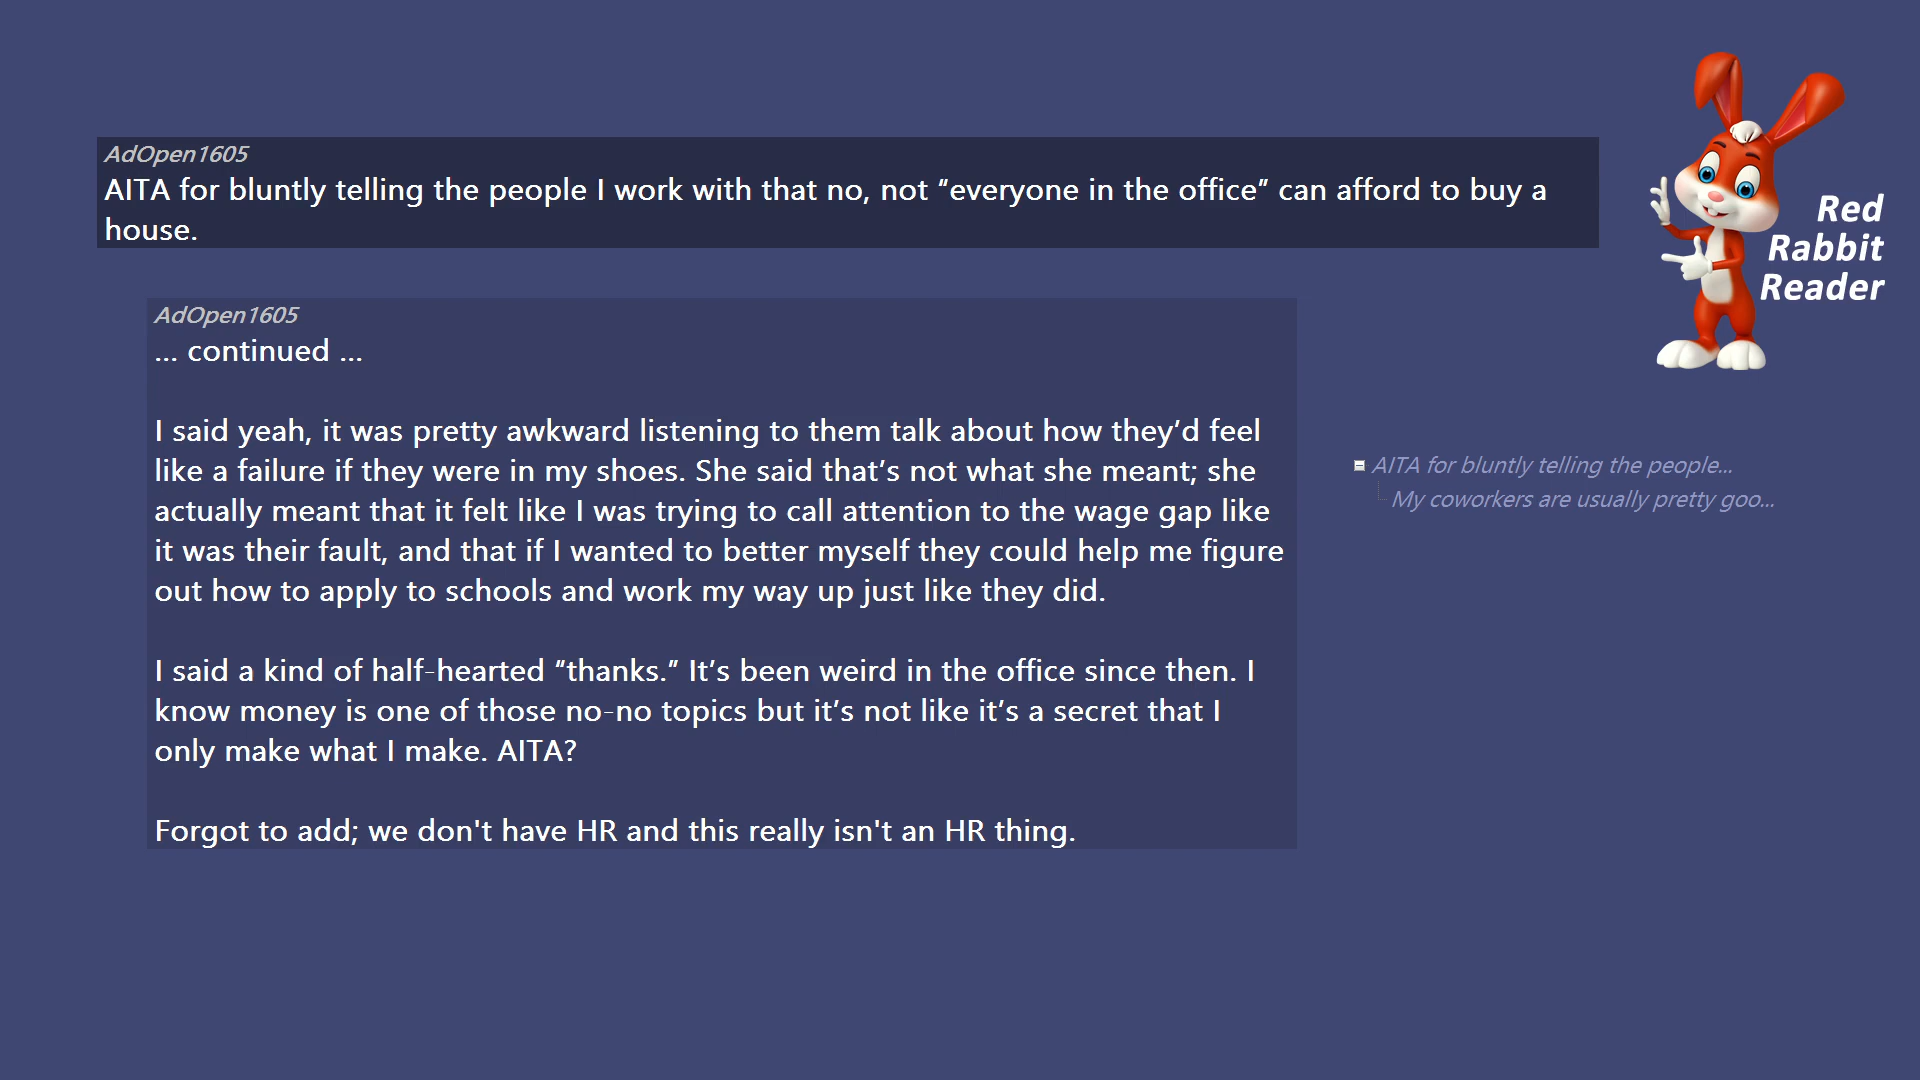 AdOpen1605
AITA for bluntly telling the people I work with that no, not “everyone in the office” can afford to buy a
house.
Red
Rabbit
Reader
AdOpen1605
... continued ...
I said yeah, it was pretty awkward listening to them talk about how they’d feel
like a failure if they were in my shoes. She said that’s not what she meant; she
actually meant that it felt like I was trying to call attention to the wage gap like
it was their fault, and that if I wanted to better myself they could help me figure
out how to apply to schools and work my way up just like they did.
I said a kind of half-hearted “thanks.” It’s been weird in the office since then. I
know money is one of those no-no topics but it’s not like it’s a secret that I
only make what I make. AITA?
Forgot to add; we don't have HR and this really isn't an HR thing.
AITA for bluntly telling the people...
My coworkers are usually pretty goo...